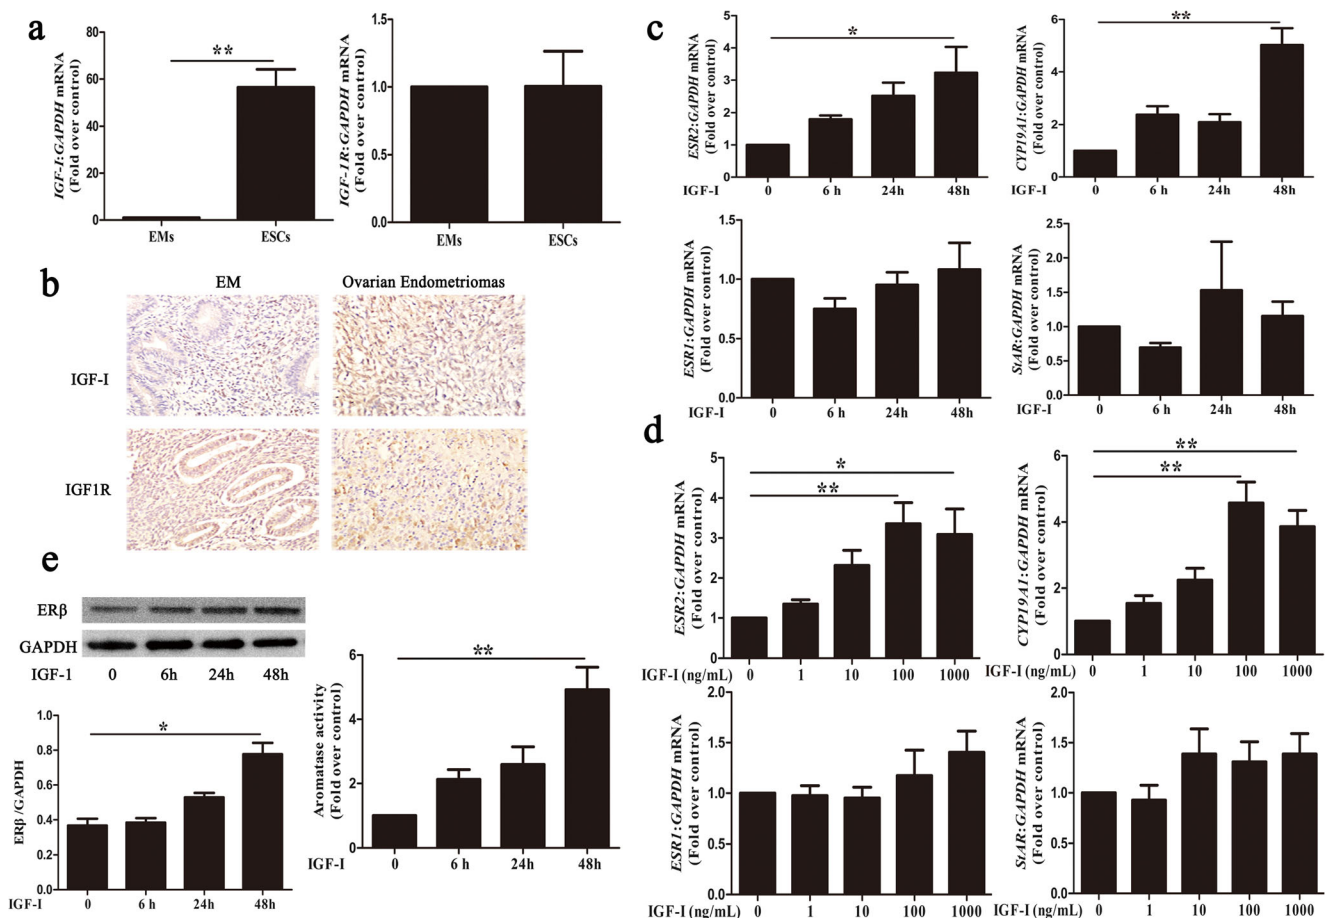 a
IGF-I:GAPDH mRNA
(Fold over control)
80
60
40
20
0
**
EMs
ESCs
IGF-1R:GAPDH mRNA
(Fold over control)
1.5
1.0
0.5
0.0
EMs
ESCs
b
EM
Ovarian Endometriomas
IGF-I
IGF1R
c
ESR2:GAPDH mRNA
(Fold over control)
5
4
3
2
1
0
*
IGF-I
0
6 h
24h
48h
CYP19A1:GAPDH mRNA
(Fold over control)
6
4
2
0
**
IGF-I
0
6 h
24h
48h
ESR1:GAPDH mRNA
(Fold over control)
1.5
1.0
0.5
0.0
IGF-I
0
6 h
24h
48h
StAR:GAPDH mRNA
(Fold over control)
2.5
2.0
1.5
1.0
0.5
0.0
IGF-I
0
6 h
24h
48h
d
ESR2:GAPDH mRNA
(Fold over control)
5
4
3
2
1
0
*
**
IGF-I (ng/mL)
0
1
10
100
1000
CYP19A1:GAPDH mRNA
(Fold over control)
6
4
2
0
**
**
IGF-I (ng/mL)
0
1
10
100
1000
ESR1:GAPDH mRNA
(Fold over control)
2.0
1.5
1.0
0.5
0.0
IGF-I (ng/mL)
0
1
10
100
1000
StAR:GAPDH mRNA
(Fold over control)
2.0
1.5
1.0
0.5
0.0
IGF-I (ng/mL)
0
1
10
100
1000
e
ERβ
GAPDH
IGF-1
0
6h
24h
48h
ERβ /GAPDH
1.0
0.8
0.6
0.4
0.2
0.0
*
IGF-I
0
6 h
24h
48h
Aromatase activity
(Fold over control)
6
4
2
0
**
IGF-I
0
6 h
24h
48h